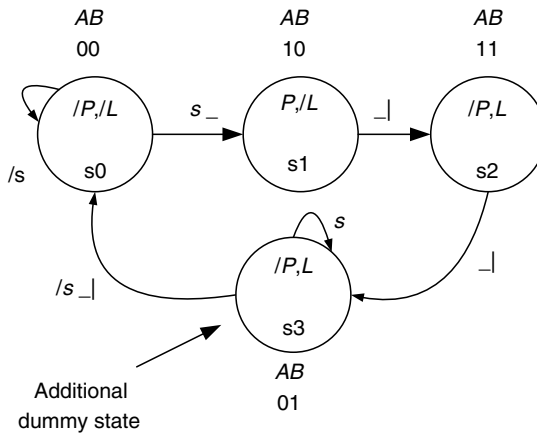 AB AB AB
00 10 11
/P,/L s _ P,/L _| /P,L
/s s0 s1 s2
s
/P,L
/s _| _|
s3
Additional
dummy state
AB
01